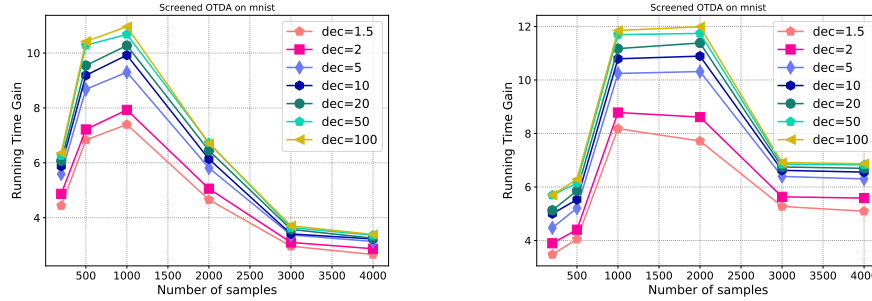 Screened OTDA on mnist
Running Time Gain
10
8
6
4
dec=1.5
dec=2
dec=5
dec=10
dec=20
dec=50
dec=100
500 1000 1500 2000 2500 3000 3500 4000
Number of samples
Screened OTDA on mnist
Running Time Gain
12
10
8
6
4
dec=1.5
dec=2
dec=5
dec=10
dec=20
dec=50
dec=100
500 1000 1500 2000 2500 3000 3500 400
Number of samples